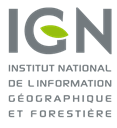 IGN
INSTITUT NATIONAL
DE L'INFORMATION
GÉOGRAPHIQUE
ET FORESTIÈRE